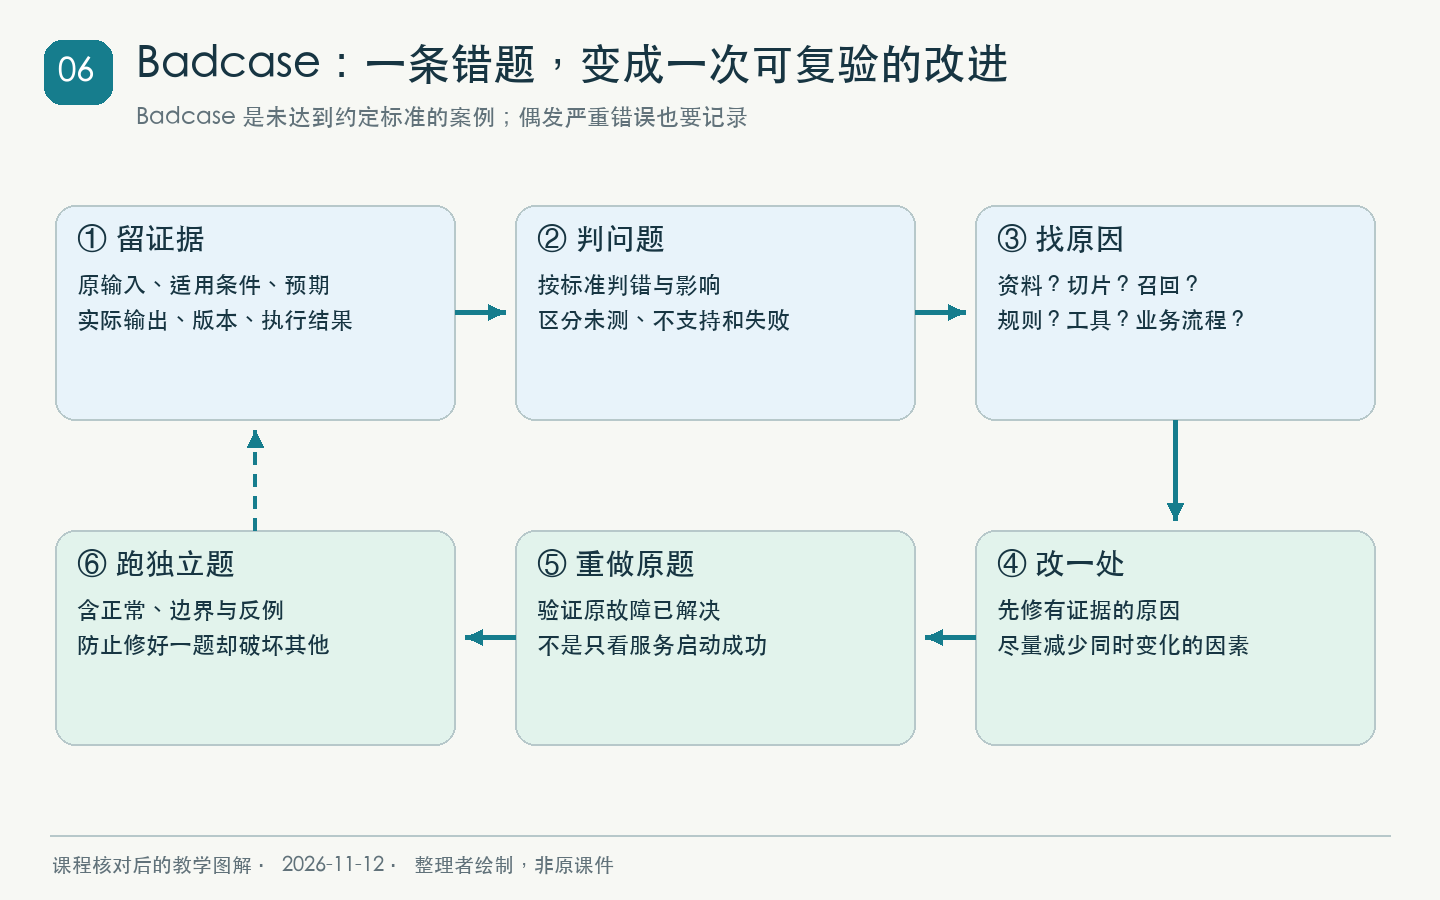 06
Badcase：一条错题，变成一次可复验的改进
Badcase 是未达到约定标准的案例；偶发严重错误也要记录
① 留证据
原输入、适用条件、预期
实际输出、版本、执行结果
② 判问题
按标准判错与影响
区分未测、不支持和失败
③ 找原因
资料？切片？召回？
规则？工具？业务流程？
④ 改一处
先修有证据的原因
尽量减少同时变化的因素
⑤ 重做原题
验证原故障已解决
不是只看服务启动成功
⑥ 跑独立题
含正常、边界与反例
防止修好一题却破坏其他
课程核对后的教学图解 · 2026-11-12 · 整理者绘制，非原课件